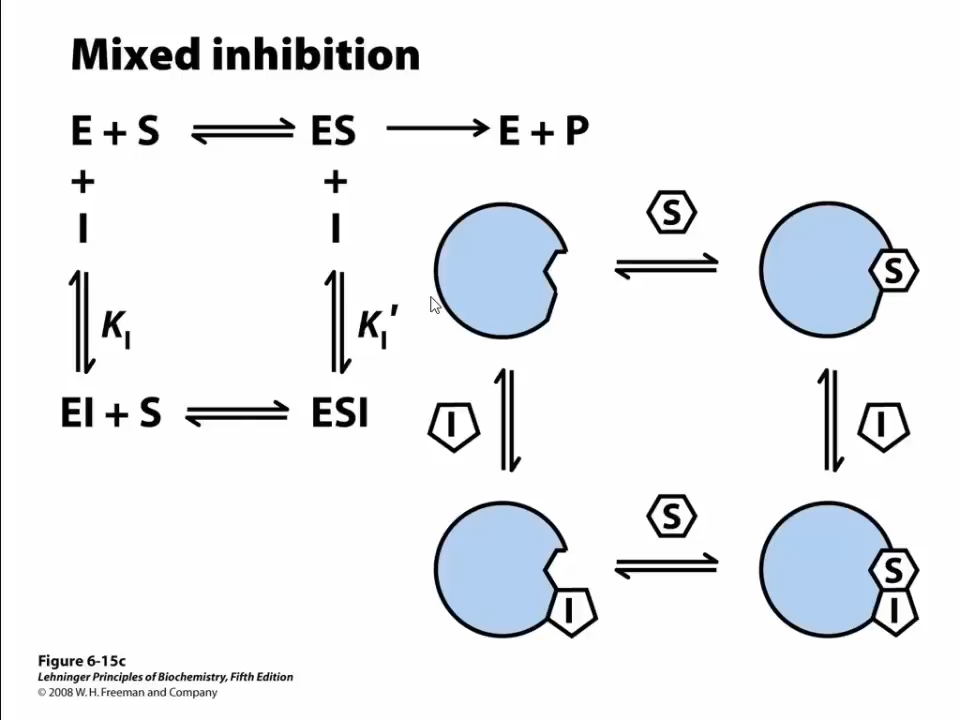 Mixed inhibition
E + S ⇌ ES → E + P
+ +
I I
K_I K_I′
EI + S ⇌ ESI
S
S
I
I
S
I
S
I
Figure 6-15c
Lehninger Principles of Biochemistry, Fifth Edition
© 2008 W. H. Freeman and Company